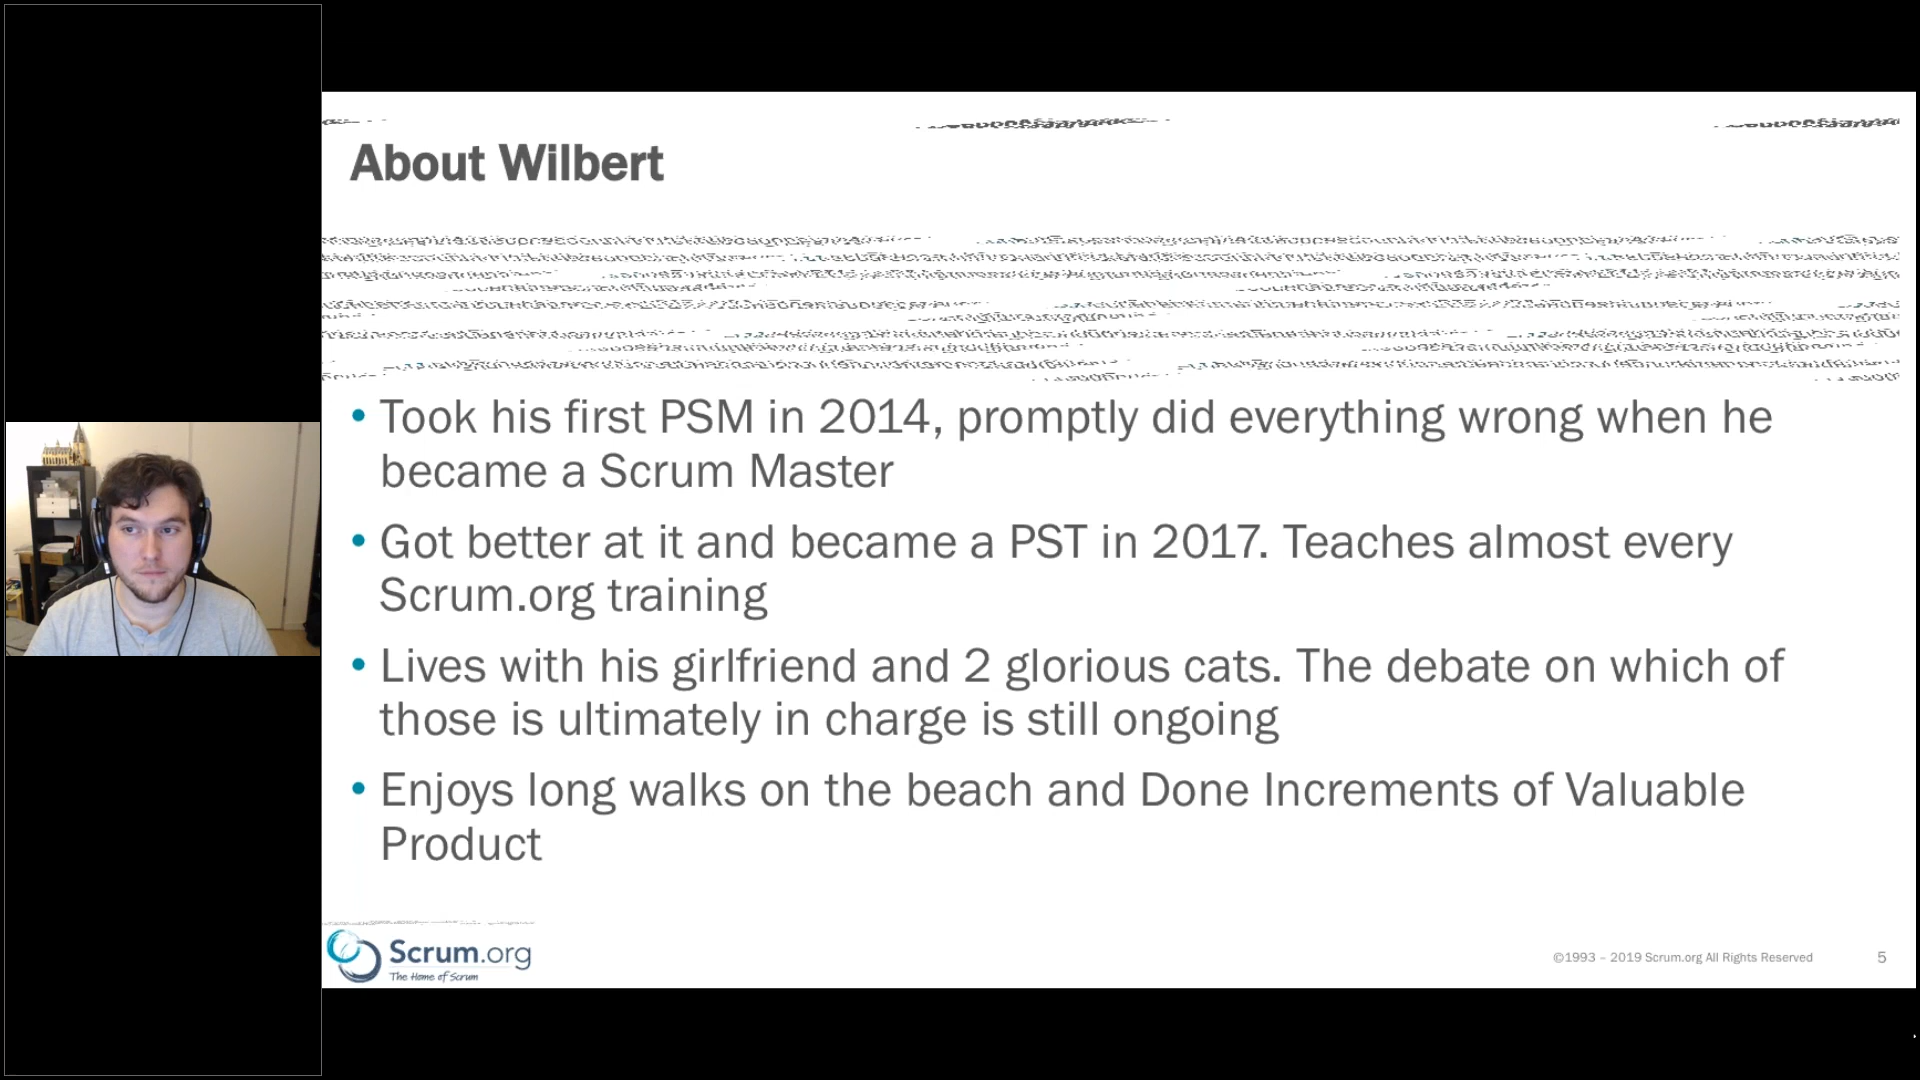 About Wilbert
• Took his first PSM in 2014, promptly did everything wrong when he
became a Scrum Master
• Got better at it and became a PST in 2017. Teaches almost every
Scrum.org training
• Lives with his girlfriend and 2 glorious cats. The debate on which of
those is ultimately in charge is still ongoing
• Enjoys long walks on the beach and Done Increments of Valuable
Product
Scrum.org
The Home of Scrum
©1993 – 2019 Scrum.org All Rights Reserved
5